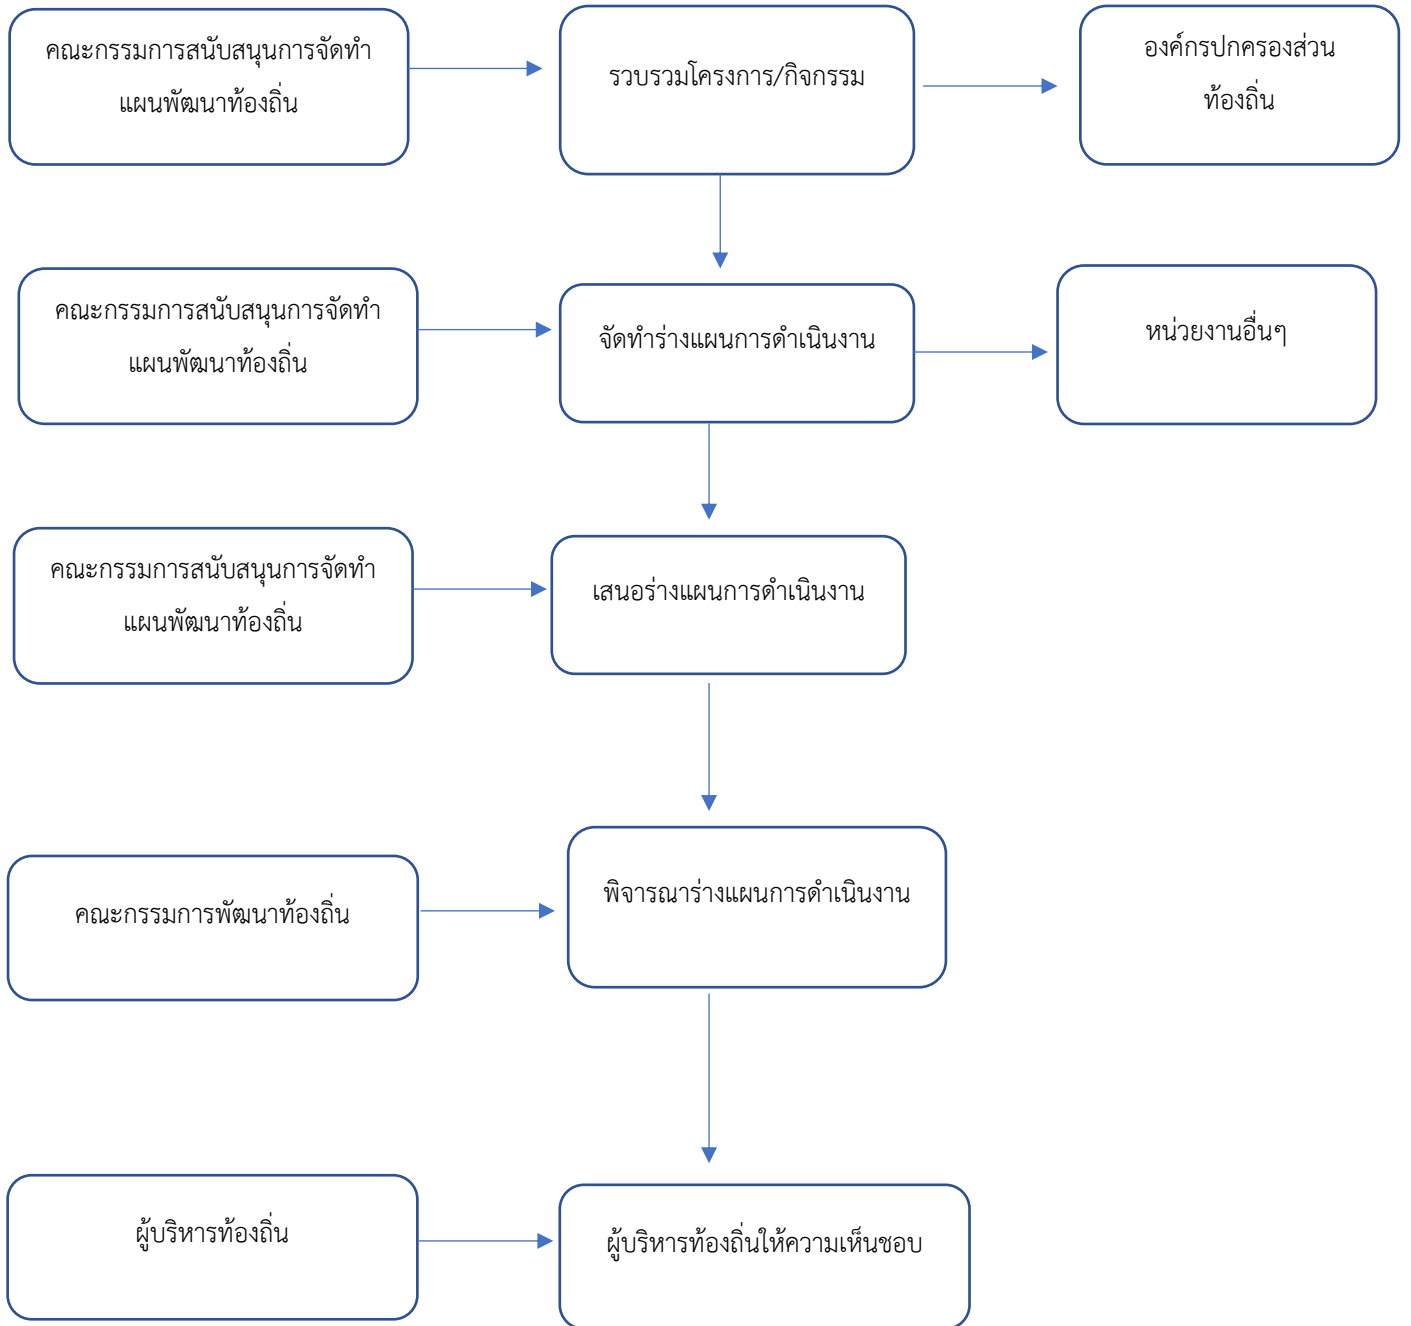 คณะกรรมการสนับสนุนการจัดทำ
แผนพัฒนาท้องถิ่น
รวบรวมโครงการ/กิจกรรม
องค์กรปกครองส่วน
ท้องถิ่น
คณะกรรมการสนับสนุนการจัดทำ
แผนพัฒนาท้องถิ่น
จัดทำร่างแผนการดำเนินงาน
หน่วยงานอื่นๆ
คณะกรรมการสนับสนุนการจัดทำ
แผนพัฒนาท้องถิ่น
เสนอร่างแผนการดำเนินงาน
คณะกรรมการพัฒนาท้องถิ่น
พิจารณาร่างแผนการดำเนินงาน
ผู้บริหารท้องถิ่น
ผู้บริหารท้องถิ่นให้ความเห็นชอบ